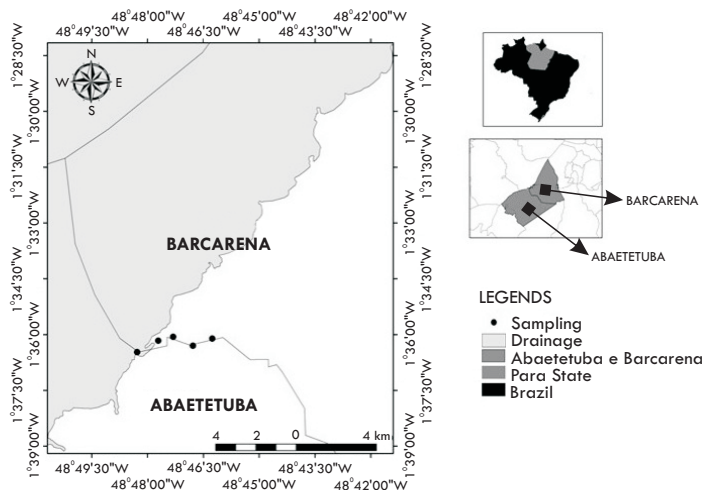 48°48'00"W 48°45'00"W 48°42'00"W
48°49'30"W 48°46'30"W 48°43'30"W
N
W E
S
1°28'30"W
1°30'00"W
1°31'30"W
1°33'00"W
1°34'30"W
1°36'00"W
1°37'30"W
1°39'00"W
BARCARENA
ABAETETUBA
4 2 0 4 km
1°28'30"W
1°30'00"W
1°31'30"W
1°33'00"W
1°34'30"W
1°36'00"W
1°37'30"W
1°39'00"W
48°49'30"W 48°46'30"W 48°43'30"W
48°48'00"W 48°45'00"W 48°42'00"W
BARCARENA
ABAETETUBA
LEGENDS
Sampling
Drainage
Abaetetuba e Barcarena
Para State
Brazil